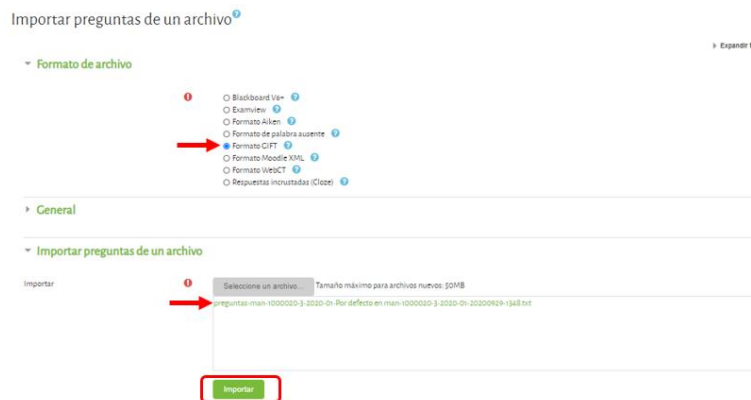 Importar preguntas de un archivo
Expandir
Formato de archivo
Blackboard V6+
Examview
Formato Aiken
Formato de palabra ausente
Formato GIFT
Formato Moodle XML
Formato WebCT
Respuestas incrustadas (Cloze)
General
Importar preguntas de un archivo
Importar
Seleccione un archivo... Tamaño máximo para archivos nuevos: 50MB
preguntas-man-1000020-3-2020-01-Por defecto en man-1000020-3-2020-01-20200929-1348.txt
Importar